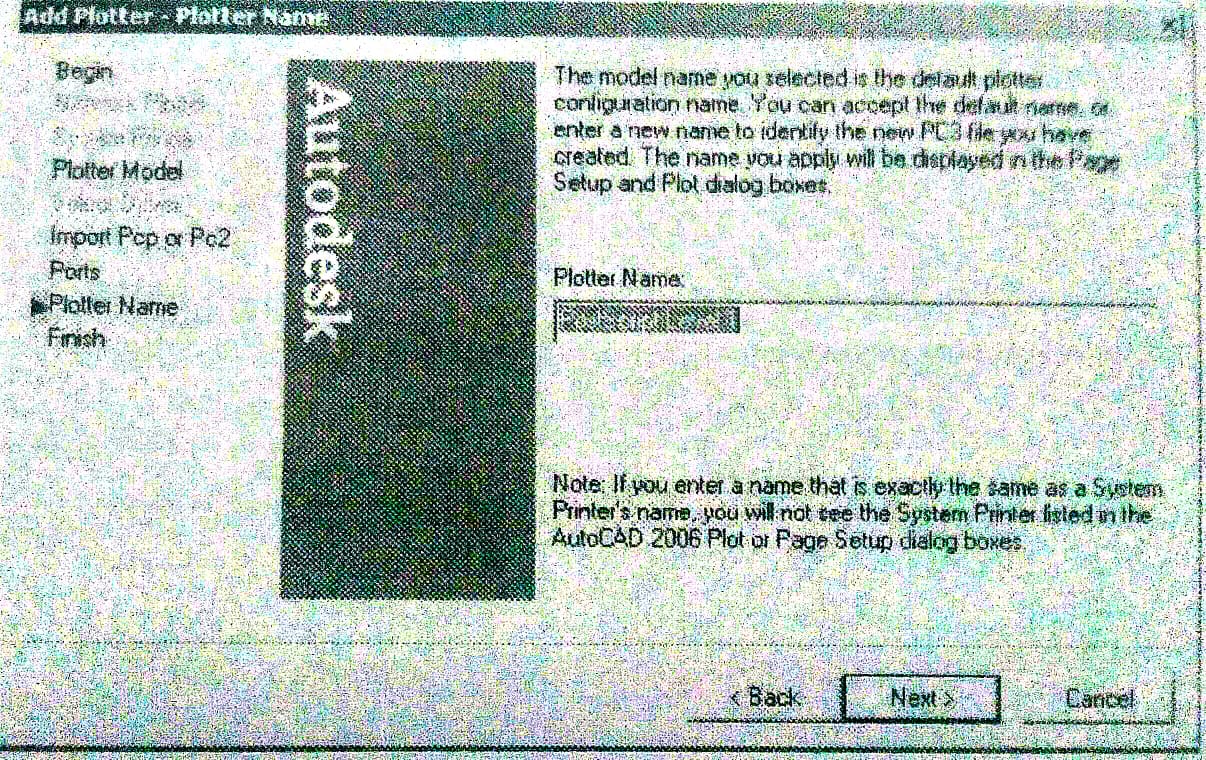 Add Plotter - Plotter Name
Begin
Network Plotter
System Printer
Plotter Model
Import Pcp or Pc2
Ports
Plotter Name
Finish
Autodesk
The model name you selected is the default plotter
configuration name. You can accept the default name, or
enter a new name to identify the new PC3 file you have
created. The name you apply will be displayed in the Page
Setup and Plot dialog boxes.
Plotter Name:
Note: If you enter a name that is exactly the same as a System
Printer's name, you will not see the System Printer listed in the
AutoCAD 2006 Plot or Page Setup dialog boxes.
< Back
Next >
Cancel